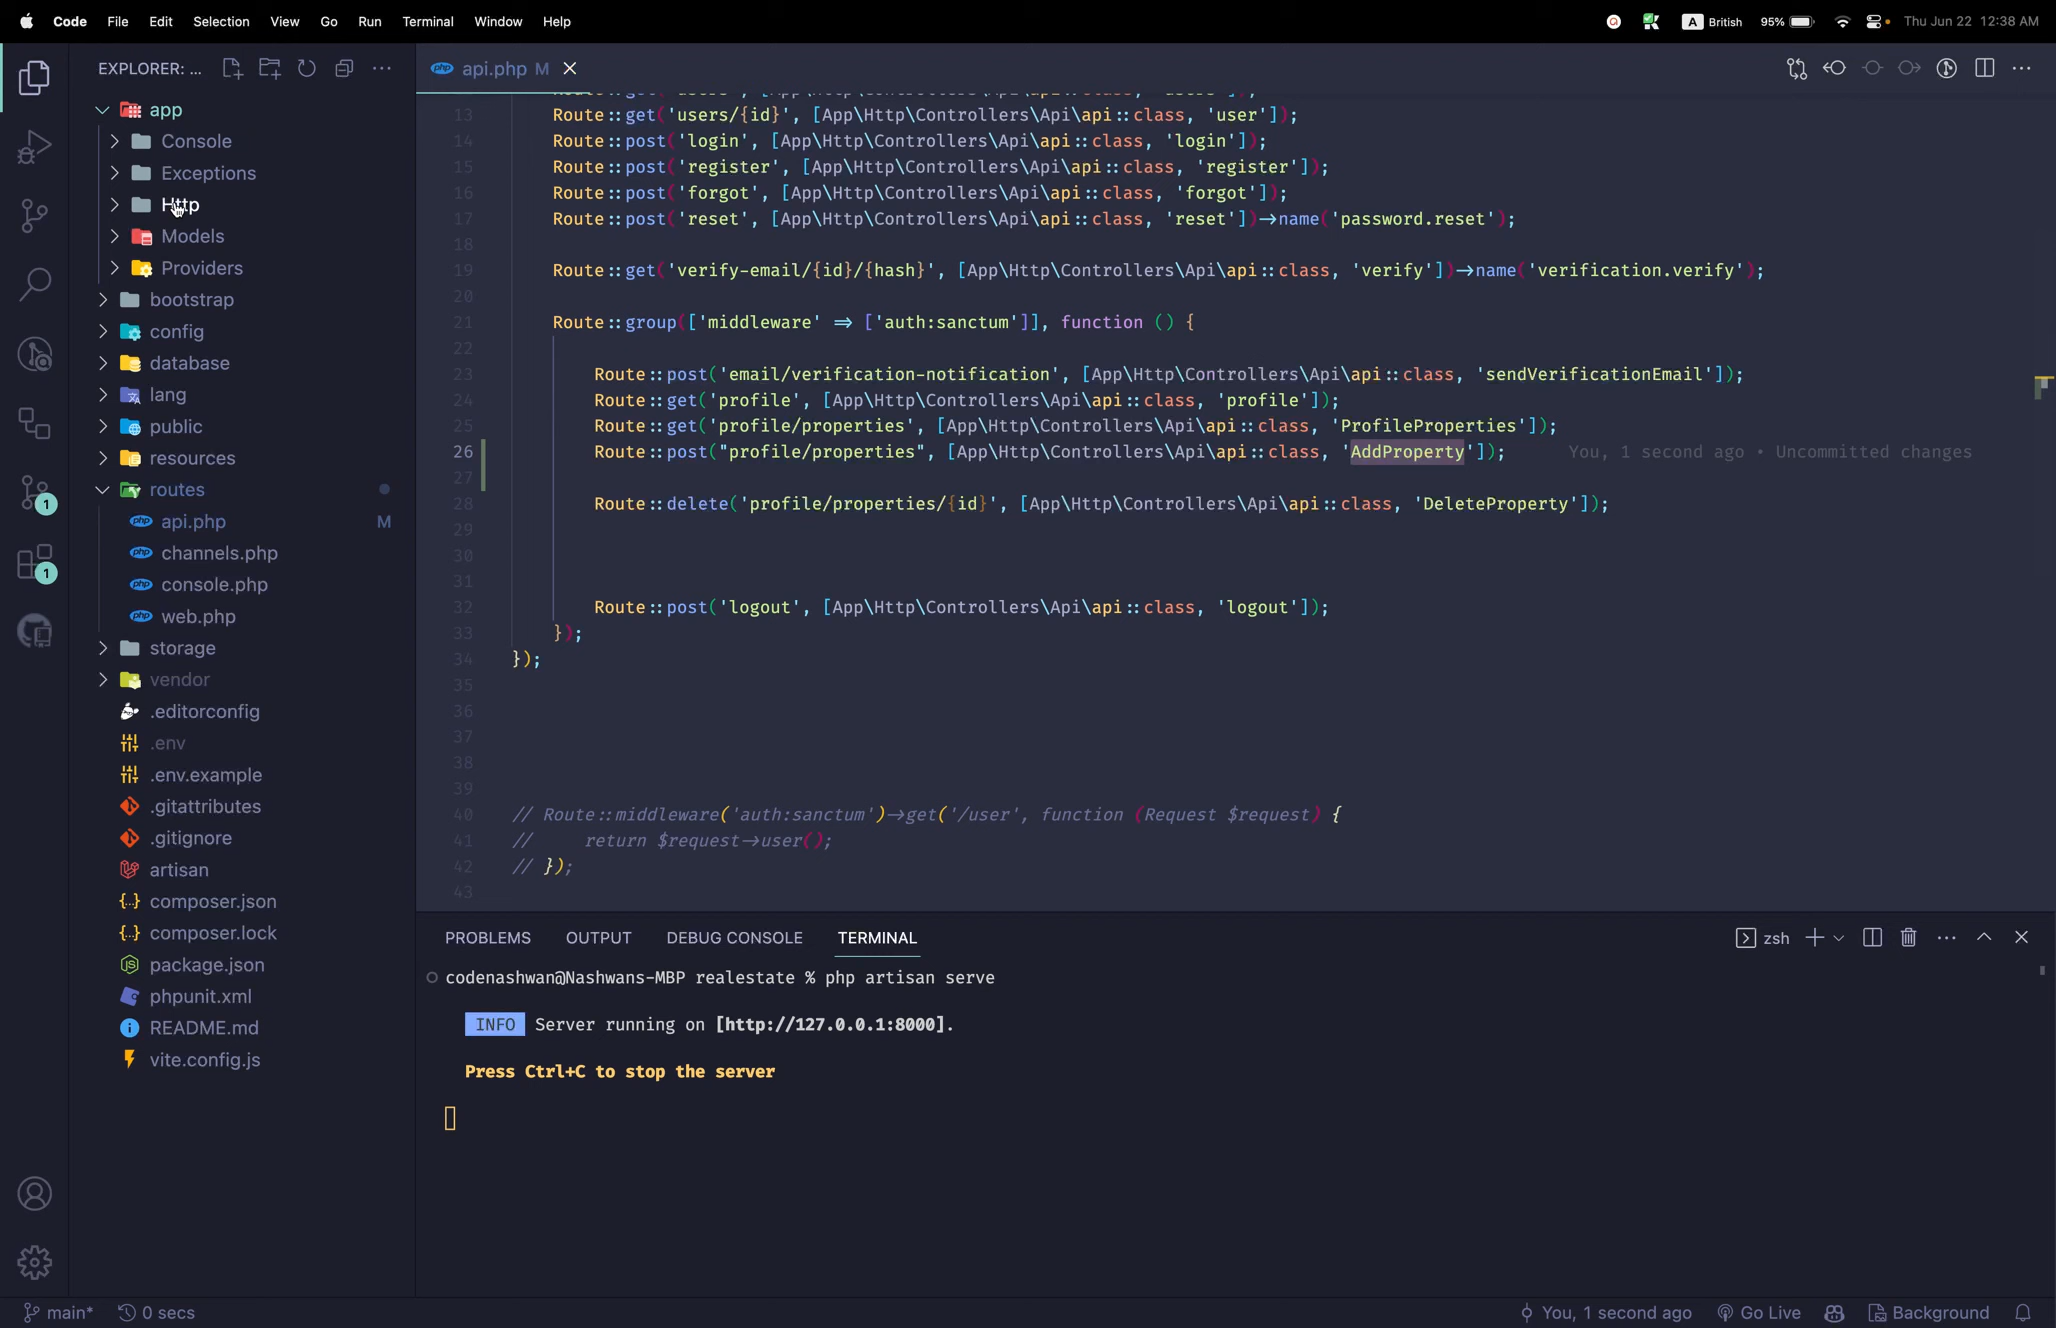 Code File Edit Selection View Go Run Terminal Window Help
A British 95% Thu Jun 22 12:38 AM
EXPLORER: ...
api.php M
app
Console
Exceptions
Http
Models
Providers
bootstrap
config
database
lang
public
resources
routes
api.php M
channels.php
console.php
web.php
storage
vendor
.editorconfig
.env
.env.example
.gitattributes
.gitignore
artisan
composer.json
composer.lock
package.json
phpunit.xml
README.md
vite.config.js
1
1
13 Route::get('users/{id}', [App\Http\Controllers\Api\api::class, 'user']);
14 Route::post('login', [App\Http\Controllers\Api\api::class, 'login']);
15 Route::post('register', [App\Http\Controllers\Api\api::class, 'register']);
16 Route::post('forgot', [App\Http\Controllers\Api\api::class, 'forgot']);
17 Route::post('reset', [App\Http\Controllers\Api\api::class, 'reset'])->name('password.reset');
18
19 Route::get('verify-email/{id}/{hash}', [App\Http\Controllers\Api\api::class, 'verify'])->name('verification.verify');
20
21 Route::group(['middleware' => ['auth:sanctum']], function () {
22
23 Route::post('email/verification-notification', [App\Http\Controllers\Api\api::class, 'sendVerificationEmail']);
24 Route::get('profile', [App\Http\Controllers\Api\api::class, 'profile']);
25 Route::get('profile/properties', [App\Http\Controllers\Api\api::class, 'ProfileProperties']);
26 Route::post("profile/properties", [App\Http\Controllers\Api\api::class, 'AddProperty']); You, 1 second ago • Uncommitted changes
27
28 Route::delete('profile/properties/{id}', [App\Http\Controllers\Api\api::class, 'DeleteProperty']);
29
30
31
32 Route::post('logout', [App\Http\Controllers\Api\api::class, 'logout']);
33 });
34 });
35
36
37
38
39
40 // Route::middleware('auth:sanctum')->get('/user', function (Request $request) {
41 // return $request->user();
42 // });
43
PROBLEMS OUTPUT DEBUG CONSOLE TERMINAL
zsh
codenashwan@Nashwans-MBP realestate % php artisan serve
INFO Server running on [http://127.0.0.1:8000].
Press Ctrl+C to stop the server
main* 0 secs
You, 1 second ago Go Live Background